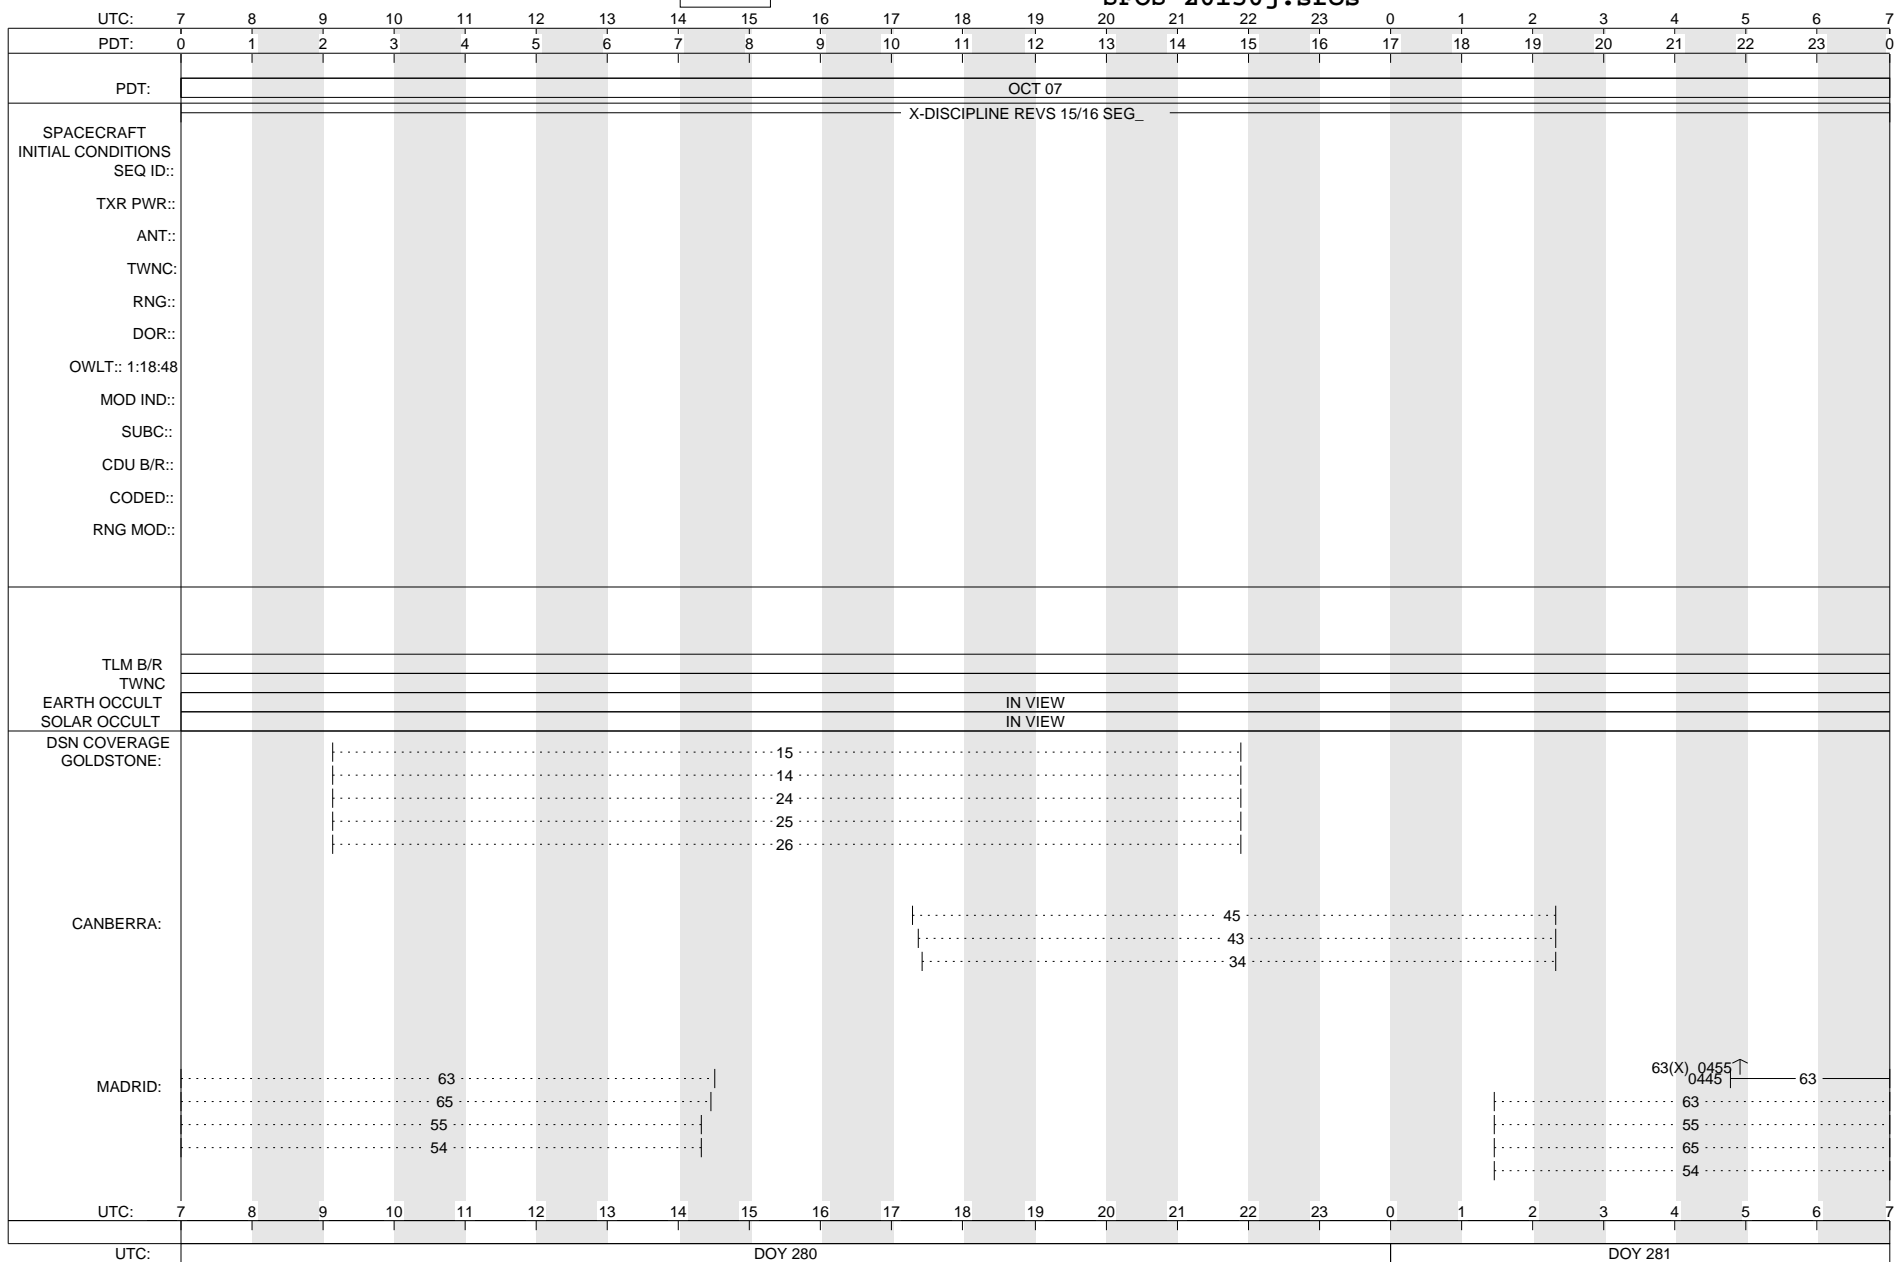 UTC: 7 8 9 10 11 12 13 14 15 16 17 18 19 20 21 22 23 0 1 2 3 4 5 6 7
PDT: 0 1 2 3 4 5 6 7 8 9 10 11 12 13 14 15 16 17 18 19 20 21 22 23 0
PDT: OCT 07
X-DISCIPLINE REVS 15/16 SEG_
SPACECRAFT
INITIAL CONDITIONS
SEQ ID::
TXR PWR::
ANT::
TWNC:
RNG::
DOR::
OWLT:: 1:18:48
MOD IND::
SUBC::
CDU B/R::
CODED::
RNG MOD::
TLM B/R
TWNC
EARTH OCCULT IN VIEW
SOLAR OCCULT IN VIEW
DSN COVERAGE
GOLDSTONE:
15
14
24
25
26
CANBERRA:
45
43
34
63(X) 0455
MADRID: 63 0445 63
65 63
55 55
54 65
54
UTC: 7 8 9 10 11 12 13 14 15 16 17 18 19 20 21 22 23 0 1 2 3 4 5 6 7
UTC: DOY 280 DOY 281